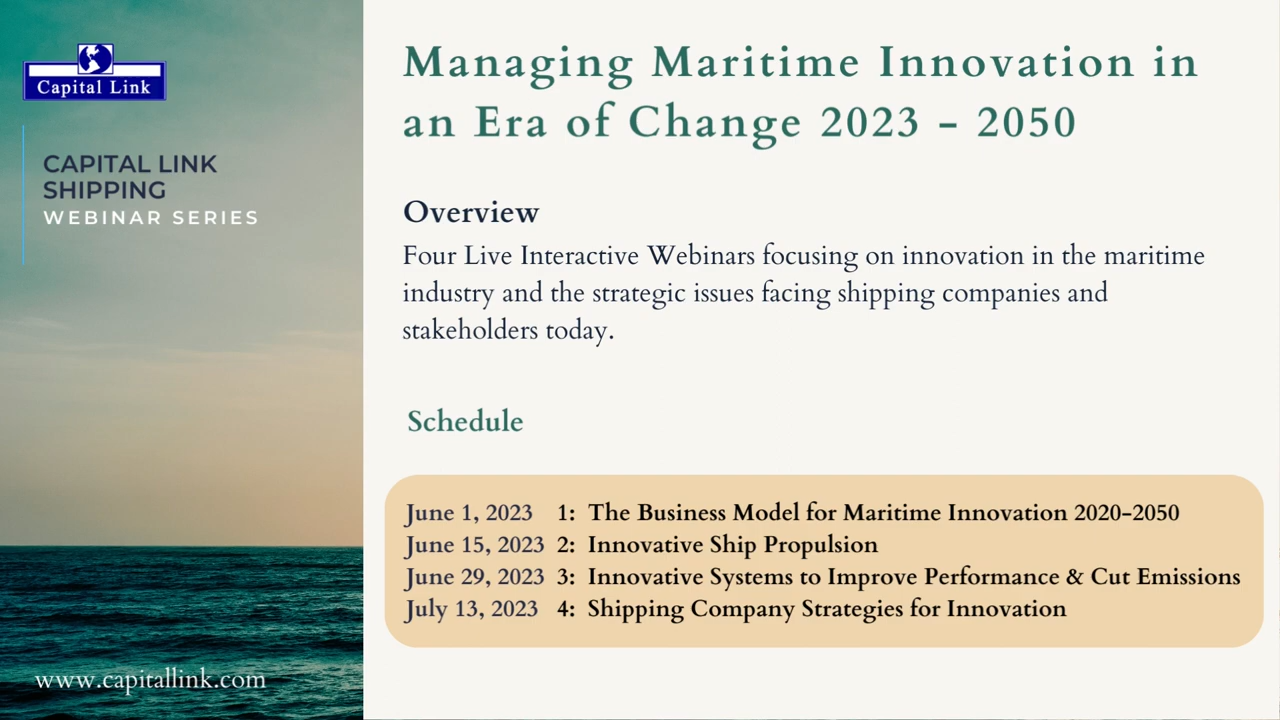 Capital Link
CAPITAL LINK
SHIPPING
WEBINAR SERIES
www.capitallink.com
Managing Maritime Innovation in
an Era of Change 2023 - 2050
Overview
Four Live Interactive Webinars focusing on innovation in the maritime
industry and the strategic issues facing shipping companies and
stakeholders today.
Schedule
June 1, 2023 1: The Business Model for Maritime Innovation 2020-2050
June 15, 2023 2: Innovative Ship Propulsion
June 29, 2023 3: Innovative Systems to Improve Performance & Cut Emissions
July 13, 2023 4: Shipping Company Strategies for Innovation